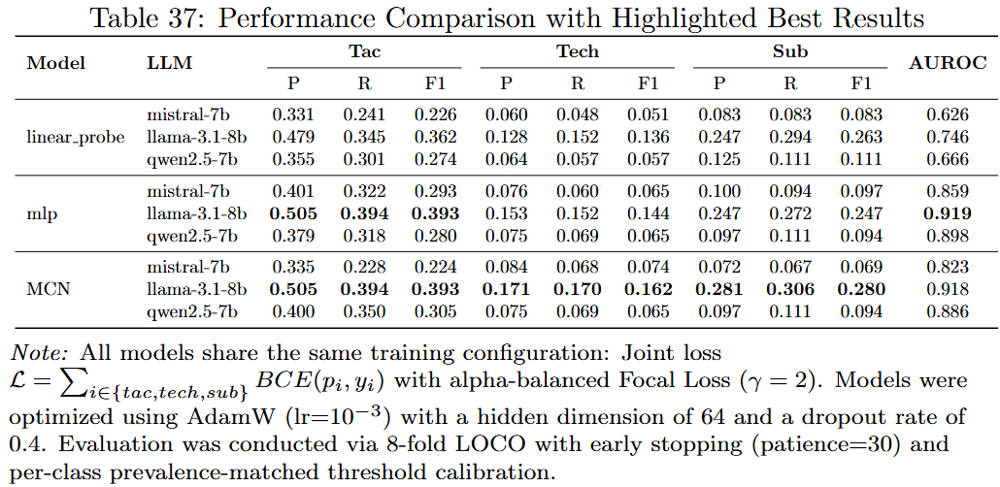 Table 37: Performance Comparison with Highlighted Best Results
Model LLM Tac Tech Sub AUROC
P R F1 P R F1 P R F1
linear_probe mistral-7b 0.331 0.241 0.226 0.060 0.048 0.051 0.083 0.083 0.083 0.626
llama-3.1-8b 0.479 0.345 0.362 0.128 0.152 0.136 0.247 0.294 0.263 0.746
qwen2.5-7b 0.355 0.301 0.274 0.064 0.057 0.057 0.125 0.111 0.111 0.666
mlp mistral-7b 0.401 0.322 0.293 0.076 0.060 0.065 0.100 0.094 0.097 0.859
llama-3.1-8b 0.505 0.394 0.393 0.153 0.152 0.144 0.247 0.272 0.247 0.919
qwen2.5-7b 0.379 0.318 0.280 0.075 0.069 0.065 0.097 0.111 0.094 0.898
MCN mistral-7b 0.335 0.228 0.224 0.084 0.068 0.074 0.072 0.067 0.069 0.823
llama-3.1-8b 0.505 0.394 0.393 0.171 0.170 0.162 0.281 0.306 0.280 0.918
qwen2.5-7b 0.400 0.350 0.305 0.075 0.069 0.065 0.097 0.111 0.094 0.886
Note: All models share the same training configuration: Joint loss
ℒ = ∑_{i∈{tac,tech,sub}} BCE(p_i, y_i) with alpha-balanced Focal Loss (γ = 2). Models were
optimized using AdamW (lr=10⁻³) with a hidden dimension of 64 and a dropout rate of
0.4. Evaluation was conducted via 8-fold LOCO with early stopping (patience=30) and
per-class prevalence-matched threshold calibration.